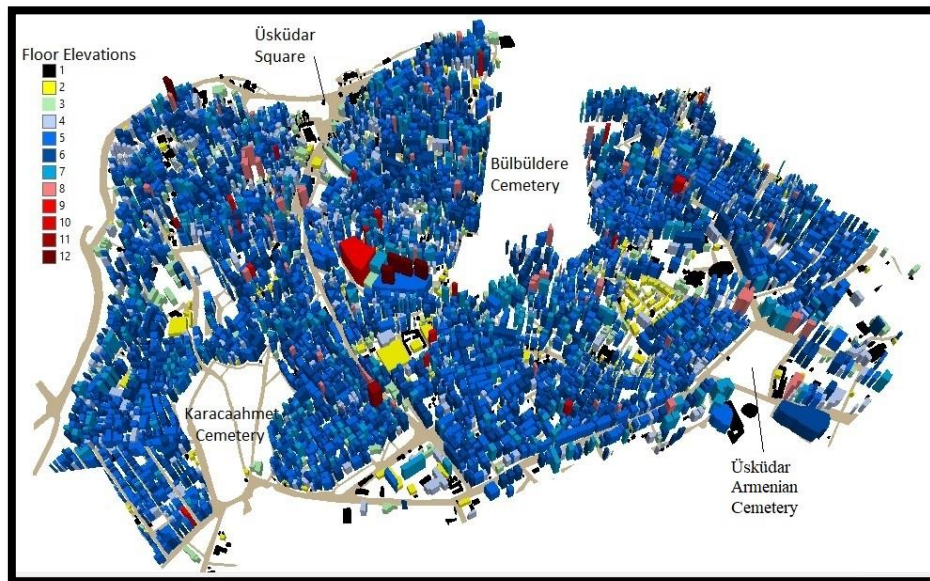 Üsküdar
Square
Floor Elevations
1
2
3
4
5
6
7
8
9
10
11
12
Bülbüldere
Cemetery
Karacaahmet
Cemetery
Üsküdar
Armenian
Cemetery